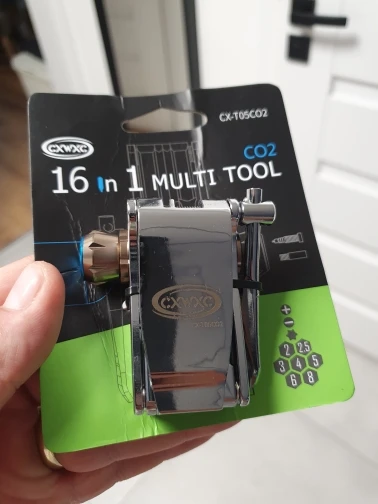 CX-T05CO2
CXWXC
CO2
16 In 1 MULTI TOOL
CXWXC
+
-
2 2.5
3 4 5
6 8